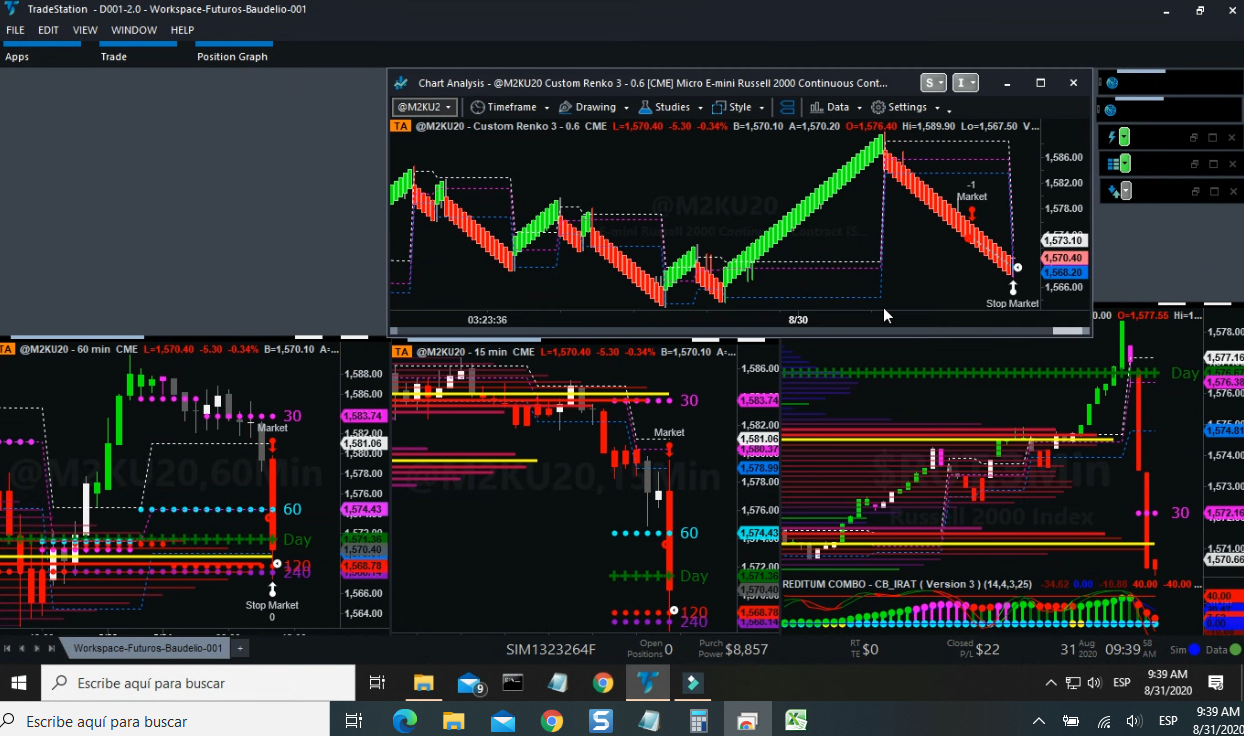 TradeStation - D001-2.0 - Workspace-Futuros-Baudelio-001
FILE EDIT VIEW WINDOW HELP
Apps Trade Position Graph
Chart Analysis - @M2KU20 Custom Renko 3 - 0.6 [CME] Micro E-mini Russell 2000 Continuous Cont... S I
@M2KU2 Timeframe Drawing Studies Style Data Settings
TA @M2KU20 - Custom Renko 3 - 0.6 CME L=1,570.40 -5.30 -0.34% B=1,570.10 A=1,570.20 O=1,576.40 Hi=1,589.90 Lo=1,567.50 V...
1,586.00
1,582.00
1,578.00
1,573.10
1,570.40
1,568.20
1,566.00
@M2KU20
-1
Market
Stop Market
03:23:36 8/30
TA @M2KU20 - 60 min CME L=1,570.40 -5.30 -0.34% B=1,570.10 A:...
1,588.00
1,586.00
1,583.74
1,581.06
1,580.00
1,578.00
1,576.00
1,574.43
1,571.36
1,570.40
1,568.78
1,566.00
1,564.00
30
Market
60
Day
120
240
Stop Market
0
TA @M2KU20 - 15 min CME L=1,570.40 -5.30 -0.34% B=1,570.10 A=...
1,586.00
1,583.74
1,582.00
1,581.06
1,578.99
1,578.00
1,576.00
1,574.43
1,572.00
1,571.36
1,570.40
1,568.78
1,568.14
30
Market
60
Day
120
240
0.00 O=1,577.55 Hi=1...
1,578.00
1,577.16
1,576.38
1,576.00
1,574.81
1,574.00
1,573.00
1,572.16
1,571.00
1,570.66
Day
30
Russell 2000 Index
REDITUM COMBO - CB_IRAT ( Version 3 ) (14,4,3,25) -34.62 0.00 -10.88 40.00 -40.00 ...
40.00
0.00
Workspace-Futuros-Baudelio-001 +
SIM1323264F Open Positions 0 Purch Power $8,857 RT TE $0 Closed P/L $22 31 Aug 2020 09:39 58 AM Sim Data
Escribe aquí para buscar 9 ESP 9:39 AM
8/31/2020
Escribe aquí para buscar ESP 9:39 AM
8/31/2020